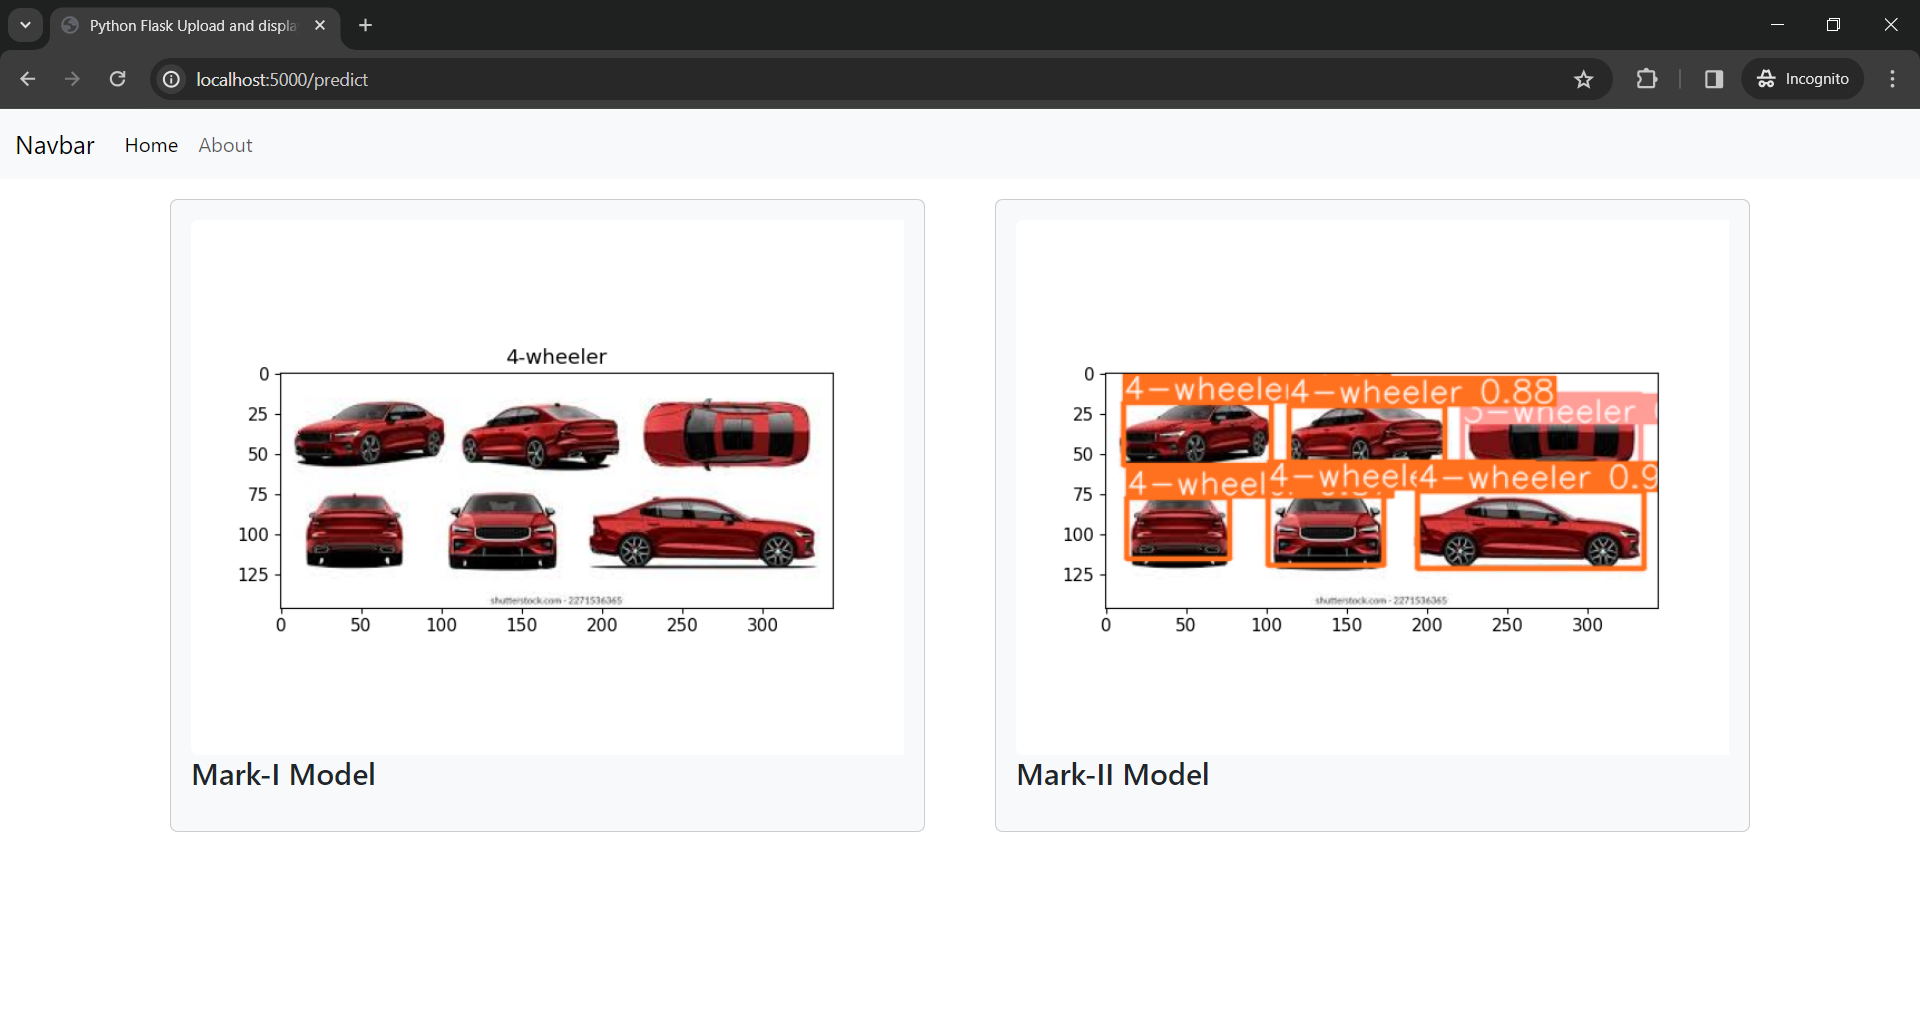 Python Flask Upload and displa
localhost:5000/predict
Incognito
Navbar Home About
4-wheeler
0
25
50
75
100
125
0 50 100 150 200 250 300
shutterstock.com · 2271536365
Mark-I Model
4-wheele 4-wheeler 0.88
3-wheeler
4-wheel 4-wheele 4-wheeler 0.9
0
25
50
75
100
125
0 50 100 150 200 250 300
shutterstock.com · 2271536365
Mark-II Model